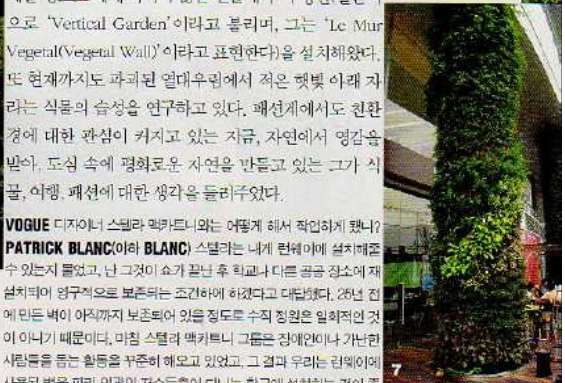 으로 'Vertical Garden'이라고 불리며, 그는 'Le Mur
Vegetal(Vegetal Wall)'이라고 표현한다)을 설치해왔다.
또 현재까지도 파괴된 열대우림에서 적은 햇빛 아래 자
라는 식물의 습성을 연구하고 있다. 패션계에서도 친환
경에 대한 관심이 커지고 있는 지금, 자연에서 영감을
받아, 도심 속에 평화로운 자연을 만들고 있는 그가 식
물, 여행, 패션에 대한 생각을 들려주었다.
VOGUE 디자이너 스텔라 맥카트니와는 어떻게 해서 작업하게 됐나?
PATRICK BLANC(이하 BLANC) 스텔라는 내게 런웨이에 설치해줄
수 있는지 물었고, 난 그것이 쇼가 끝난 후 학교나 다른 공공 장소에 재
설치되어 영구적으로 보존되는 조건하에 하겠다고 대답했다. 25년 전
에 만든 벽이 아직까지 보존되어 있을 정도로 수직 정원은 일회적인 것
이 아니기 때문이다. 마침 스텔라 맥카트니 그룹은 장애인이나 가난한
사람들을 돕는 활동을 꾸준히 해오고 있었고, 그 결과 우리는 런웨이에
7